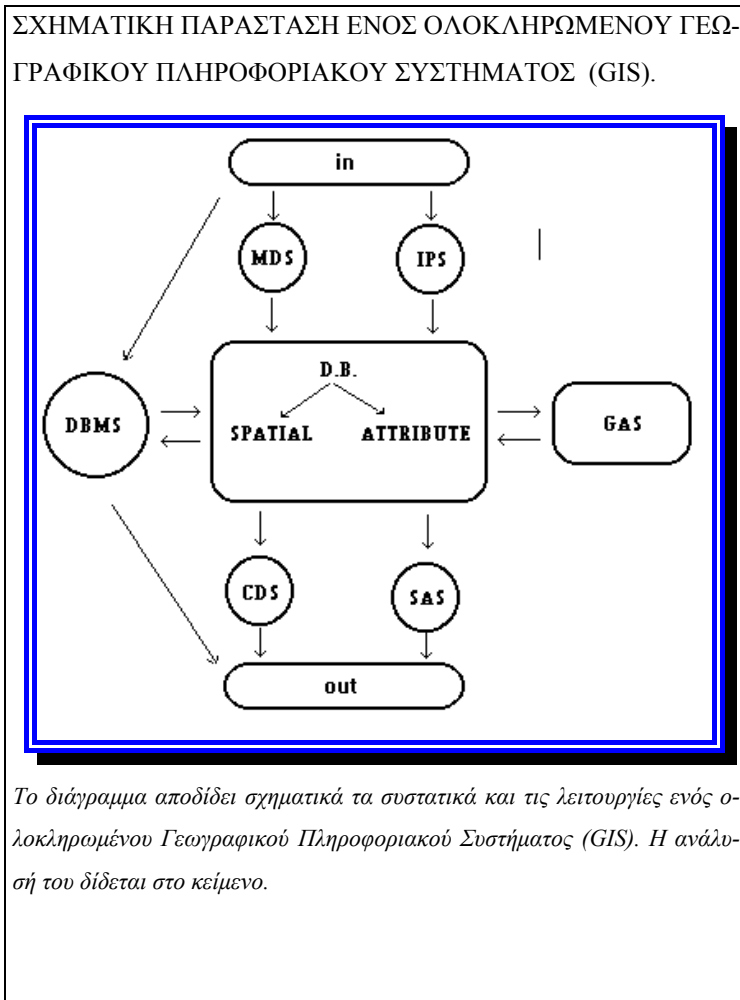 ΣΧΗΜΑΤΙΚΗ ΠΑΡΑΣΤΑΣΗ ΕΝΟΣ ΟΛΟΚΛΗΡΩΜΕΝΟΥ ΓΕΩ-
ΓΡΑΦΙΚΟΥ ΠΛΗΡΟΦΟΡΙΑΚΟΥ ΣΥΣΤΗΜΑΤΟΣ (GIS).
in
MDS
IPS
D.B.
DBMS
SPATIAL
ATTRIBUTE
GAS
CDS
SAS
out
Το διάγραμμα αποδίδει σχηματικά τα συστατικά και τις λειτουργίες ενός ο-
λοκληρωμένου Γεωγραφικού Πληροφοριακού Συστήματος (GIS). Η ανάλυ-
σή του δίδεται στο κείμενο.